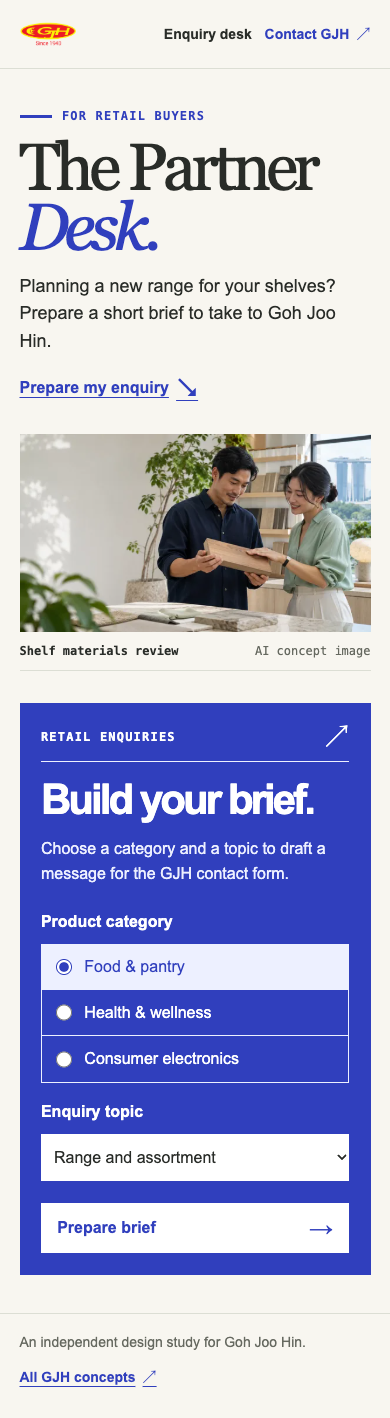 GJH
Since 1940
Enquiry desk Contact GJH ↗
FOR RETAIL BUYERS
The Partner
Desk.
Planning a new range for your shelves?
Prepare a short brief to take to Goh Joo
Hin.
Prepare my enquiry ↘
Shelf materials review AI concept image
RETAIL ENQUIRIES ↗
Build your brief.
Choose a category and a topic to draft a
message for the GJH contact form.
Product category
Food & pantry
Health & wellness
Consumer electronics
Enquiry topic
Range and assortment
Prepare brief →
An independent design study for Goh Joo Hin.
All GJH concepts ↗